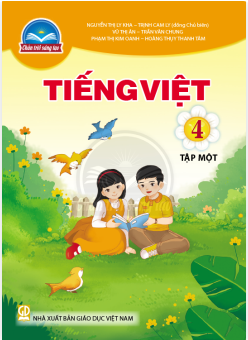 NGUYỄN THỊ LY KHA – TRỊNH CAM LY (đồng Chủ biên)
VŨ THỊ ÂN – TRẦN VĂN CHUNG
PHẠM THỊ KIM OANH – HOÀNG THỤY THANH TÂM
Chân trời sáng tạo
TIẾNG VIỆT
4
TẬP MỘT
NHÀ XUẤT BẢN GIÁO DỤC VIỆT NAM